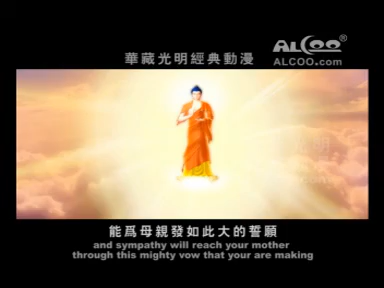 ALCOO®
華藏光明經典動漫
ALCOO.com
能爲母親發如此大的誓願
and sympathy will reach your mother
through this mighty vow that your are making